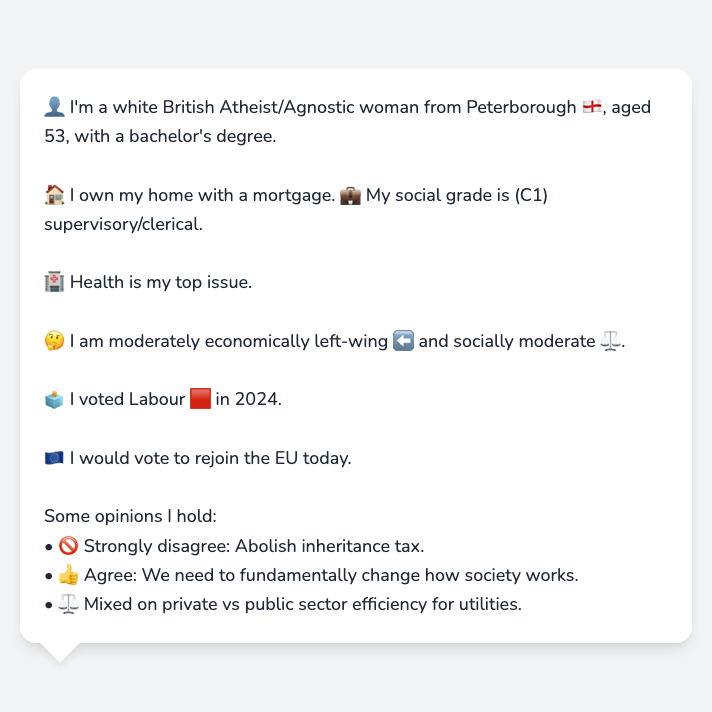 👤 I'm a white British Atheist/Agnostic woman from Peterborough 🏴󠁧󠁢󠁥󠁮󠁧󠁿, aged
53, with a bachelor's degree.
🏠 I own my home with a mortgage. 💼 My social grade is (C1)
supervisory/clerical.
🏥 Health is my top issue.
🤔 I am moderately economically left-wing ⬅️ and socially moderate ⚖️.
🗳️ I voted Labour 🟥 in 2024.
🇪🇺 I would vote to rejoin the EU today.
Some opinions I hold:
• 🚫 Strongly disagree: Abolish inheritance tax.
• 👍 Agree: We need to fundamentally change how society works.
• ⚖️ Mixed on private vs public sector efficiency for utilities.